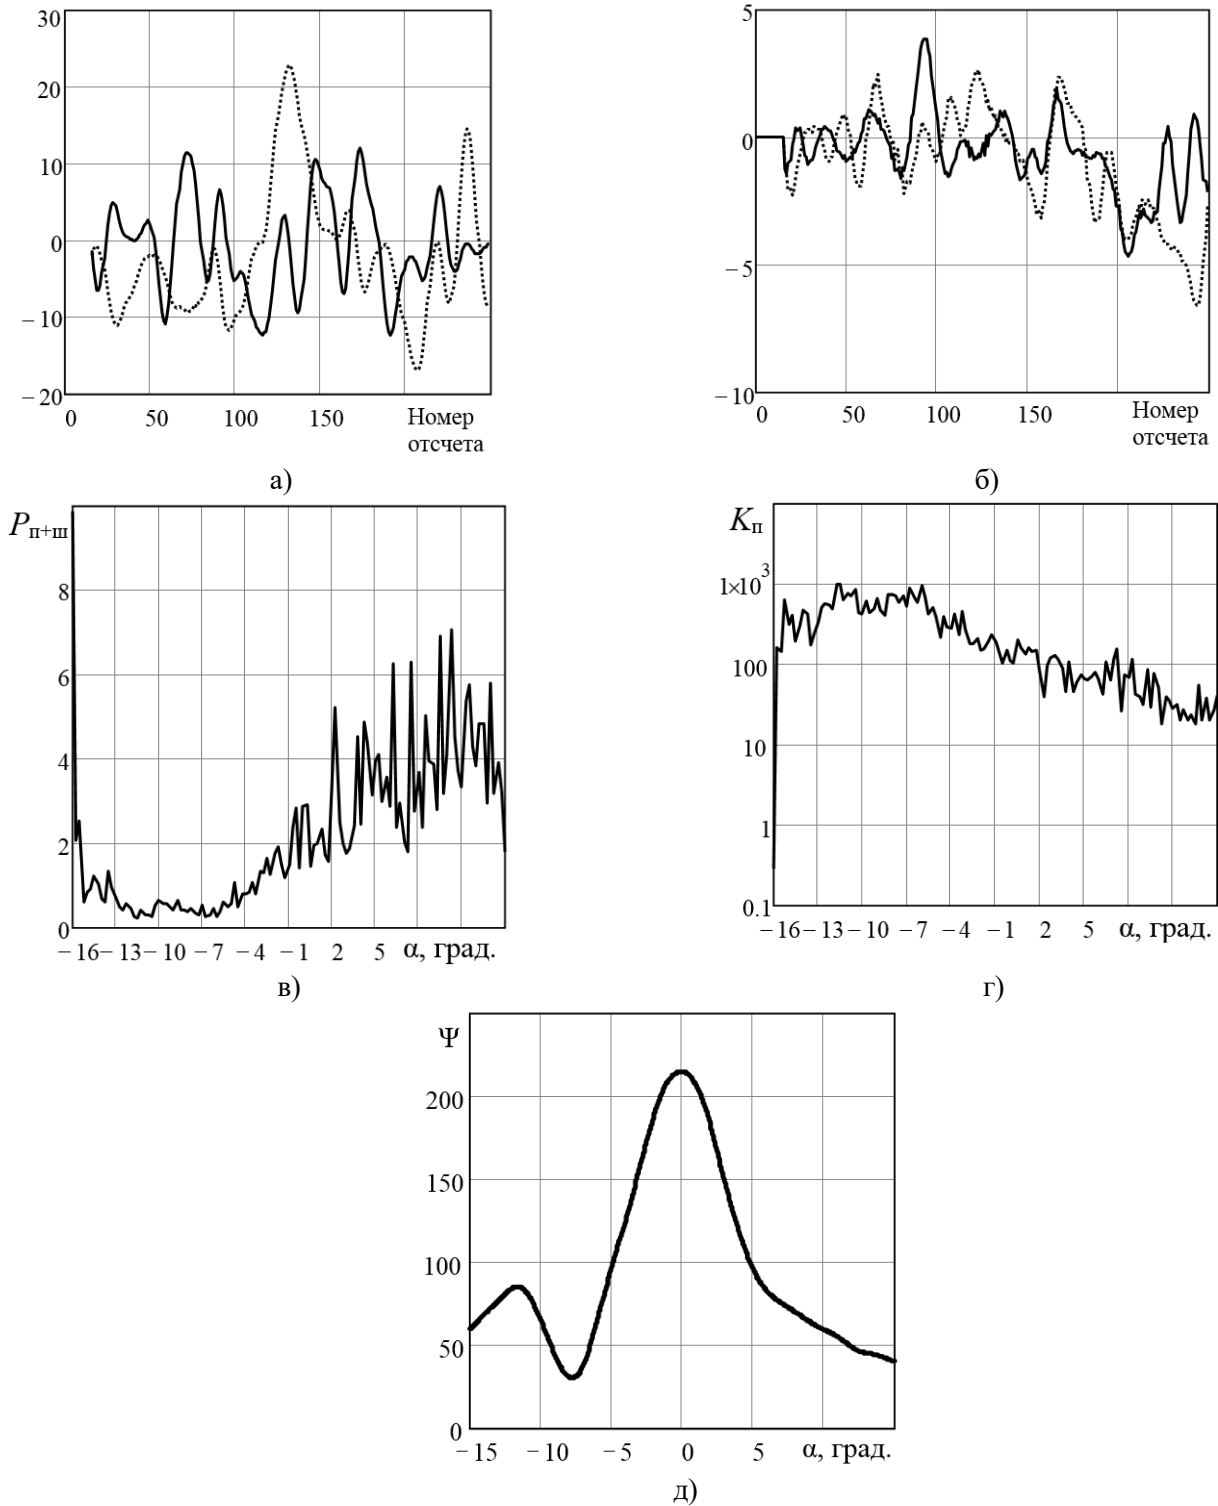 30
20
10
0
−10
−20
0 50 100 150 Номер
отсчета
а)
5
0
−5
−10
0 50 100 150 Номер
отсчета
б)
Pп+ш
8
6
4
2
0
−16 −13 −10 −7 −4 −1 2 5 α, град.
в)
Kп
1×10³
100
10
1
0.1
−16 −13 −10 −7 −4 −1 2 5 α, град.
г)
Ψ
200
150
100
50
0
−15 −10 −5 0 5 α, град.
д)